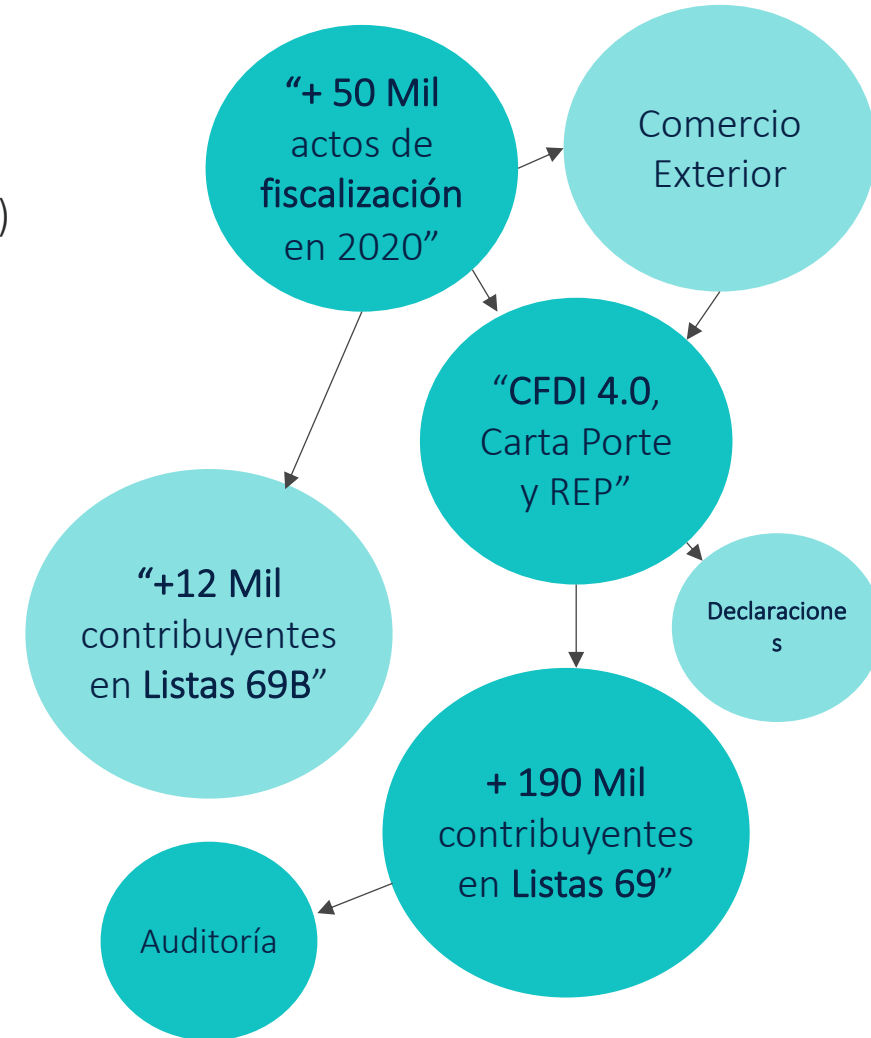 “+ 50 Mil
actos de
fiscalización
en 2020”
Comercio
Exterior
)
“CFDI 4.0,
Carta Porte
y REP”
“+12 Mil
contribuyentes
en Listas 69B”
Declaracione
s
+ 190 Mil
contribuyentes
en Listas 69”
Auditoría